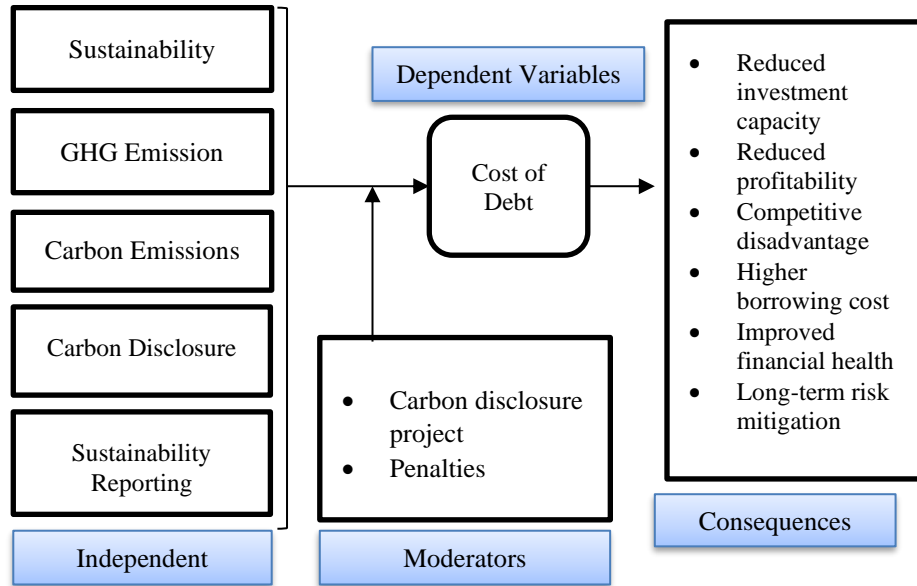 Sustainability
GHG Emission
Carbon Emissions
Carbon Disclosure
Sustainability
Reporting
Independent
Dependent Variables
Cost of
Debt
• Carbon disclosure
project
• Penalties
Moderators
• Reduced
investment
capacity
• Reduced
profitability
• Competitive
disadvantage
• Higher
borrowing cost
• Improved
financial health
• Long-term risk
mitigation
Consequences